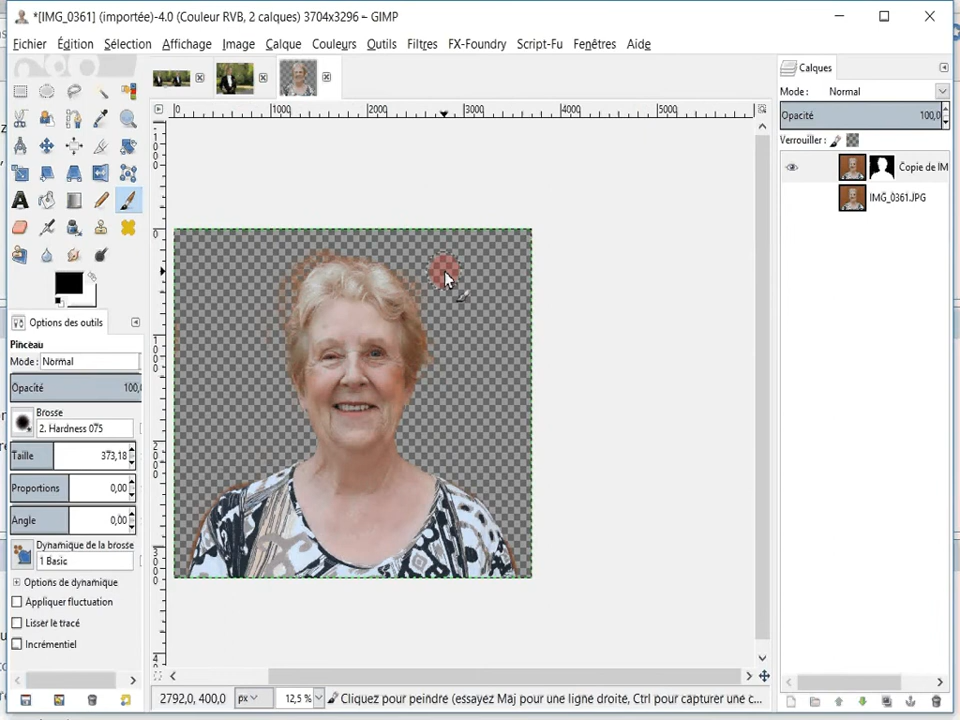 *[IMG_0361] (importée)-4.0 (Couleur RVB, 2 calques) 3704x3296 – GIMP
Fichier Édition Sélection Affichage Image Calque Couleurs Outils Filtres FX-Foundry Script-Fu Fenêtres Aide
Calques
Mode : Normal
Opacité 100,0
Verrouiller :
Copie de IM
IMG_0361.JPG
0 1000 2000 3000 4000 5000
Options des outils
Pinceau
Mode : Normal
Opacité 100,
Brosse
2. Hardness 075
Taille 373,18
Proportions 0,00
Angle 0,00
Dynamique de la brosse
1 Basic
Options de dynamique
Appliquer fluctuation
Lisser le tracé
Incrémentiel
2792,0, 400,0 px 12,5 % Cliquez pour peindre (essayez Maj pour une ligne droite, Ctrl pour capturer une c...